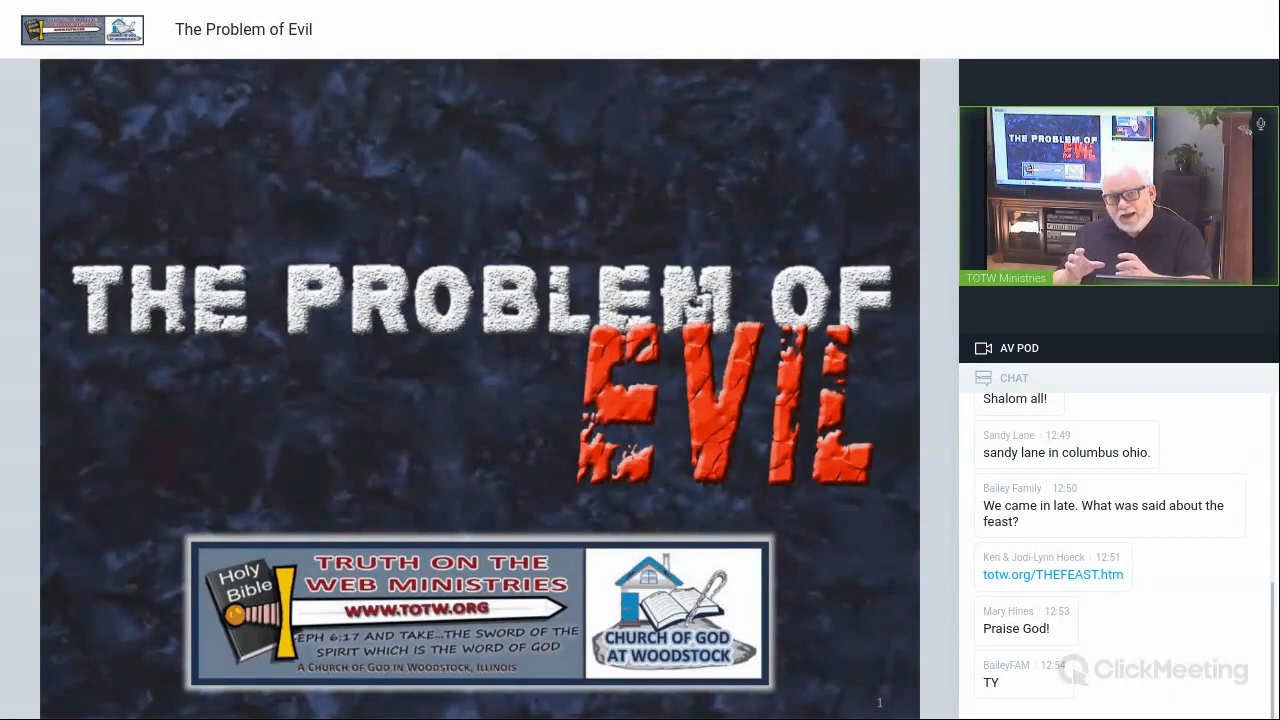 The Problem of Evil
THE PROBLEM OF
EVIL
Holy
Bible
TRUTH ON THE
WEB MINISTRIES
WWW.TOTW.ORG
EPH 6:17 AND TAKE...THE SWORD OF THE
SPIRIT WHICH IS THE WORD OF GOD
A CHURCH OF GOD IN WOODSTOCK, ILLINOIS
CHURCH OF GOD
AT WOODSTOCK
1
THE PROBLEM OF
EVIL
TOTW Ministries
AV POD
CHAT
Shalom all!
Sandy Lane 12:49
sandy lane in columbus ohio.
Bailey Family 12:50
We came in late. What was said about the
feast?
Ken & Jodi-Lynn Hoeck 12:51
totw.org/THEFEAST.htm
Mary Hines 12:53
Praise God!
BaileyFAM 12:54
TY
ClickMeeting